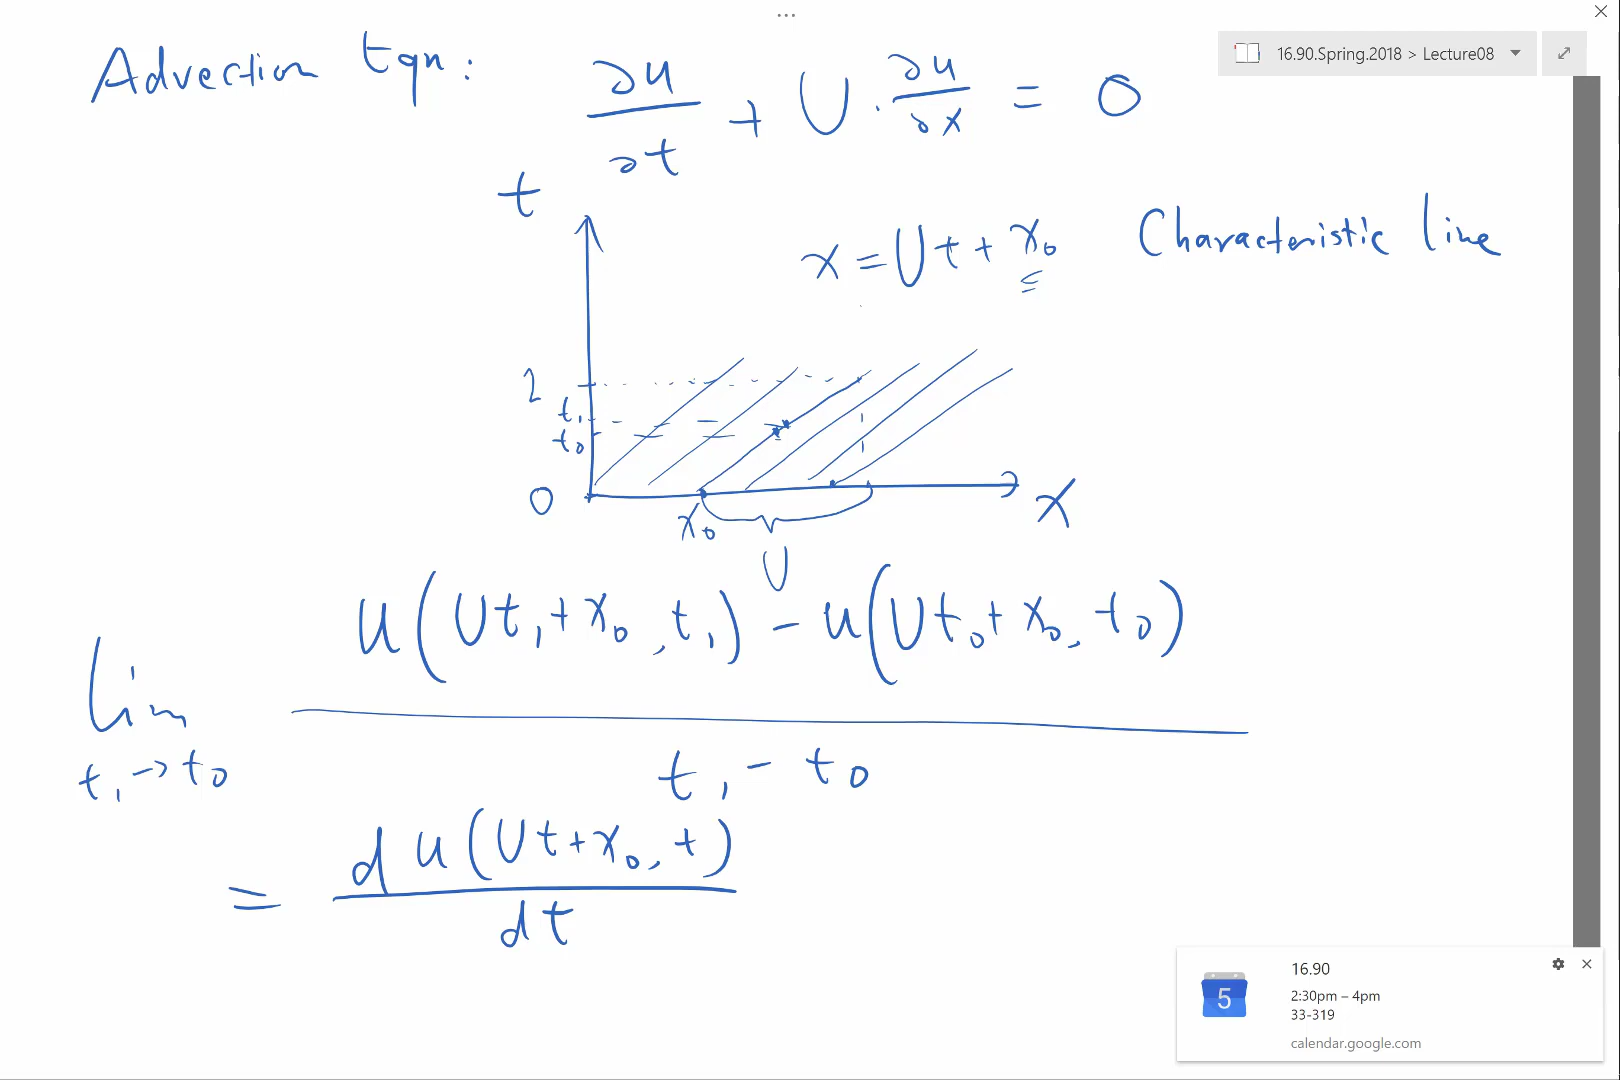 ...
16.90.Spring.2018 > Lecture08
Advection Eqn: ∂u/∂t + U · ∂u/∂x = 0
t
x = Ut + x₀ Characteristic line
2
t₁
t₀
0
x₀
x
U
lim t₁→t₀ u(Ut₁+x₀, t₁) - u(Ut₀+x₀, t₀) / t₁ - t₀
= d u(Ut+x₀, t) / dt
5
16.90
2:30pm – 4pm
33-319
calendar.google.com